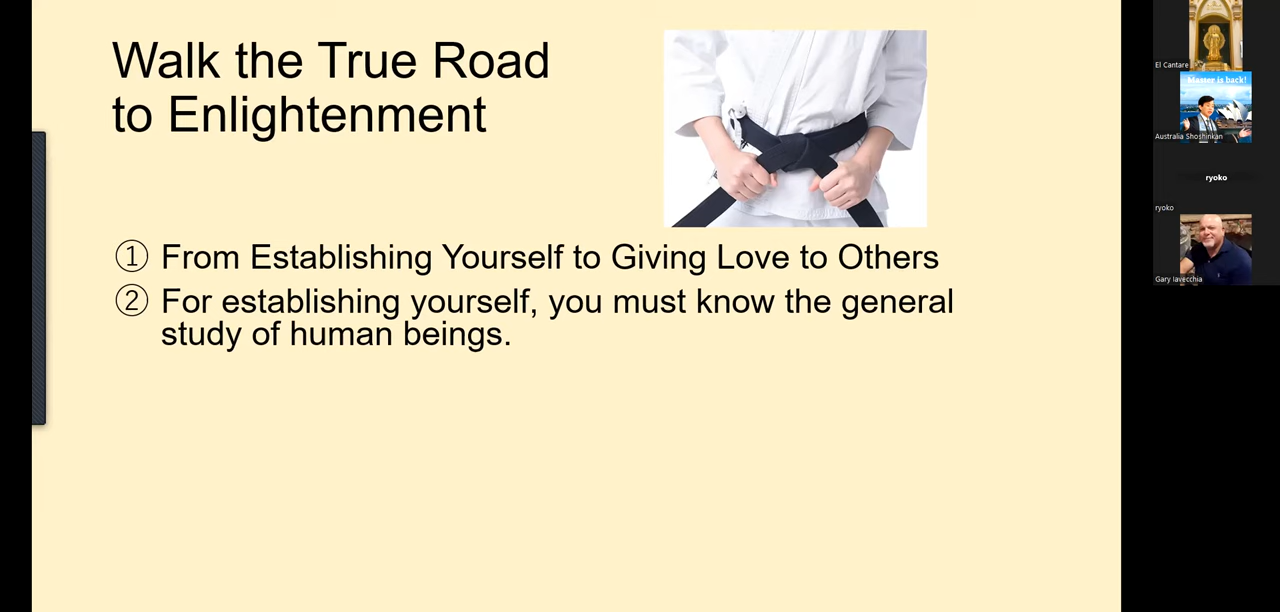 Walk the True Road
to Enlightenment
① From Establishing Yourself to Giving Love to Others
② For establishing yourself, you must know the general
study of human beings.
El Cantare
Master is back!
Australia Shoshinkan
ryoko
ryoko
Gary Iavecchia